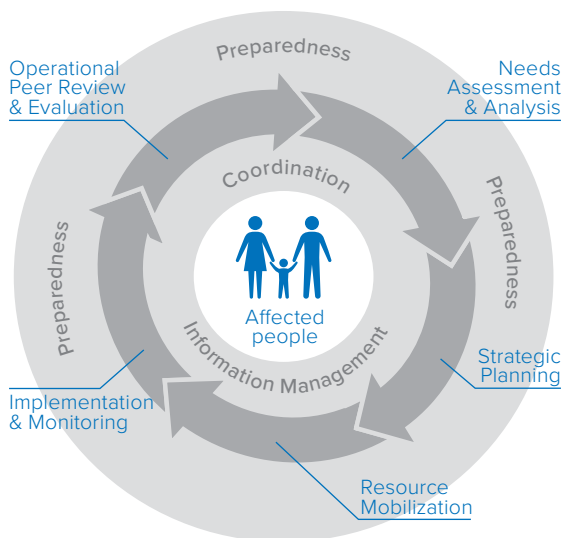 Preparedness
Operational
Peer Review
& Evaluation
Needs
Assessment
& Analysis
Coordination
Preparedness
Preparedness
Affected
people
Information Management
Strategic
Planning
Implementation
& Monitoring
Resource
Mobilization